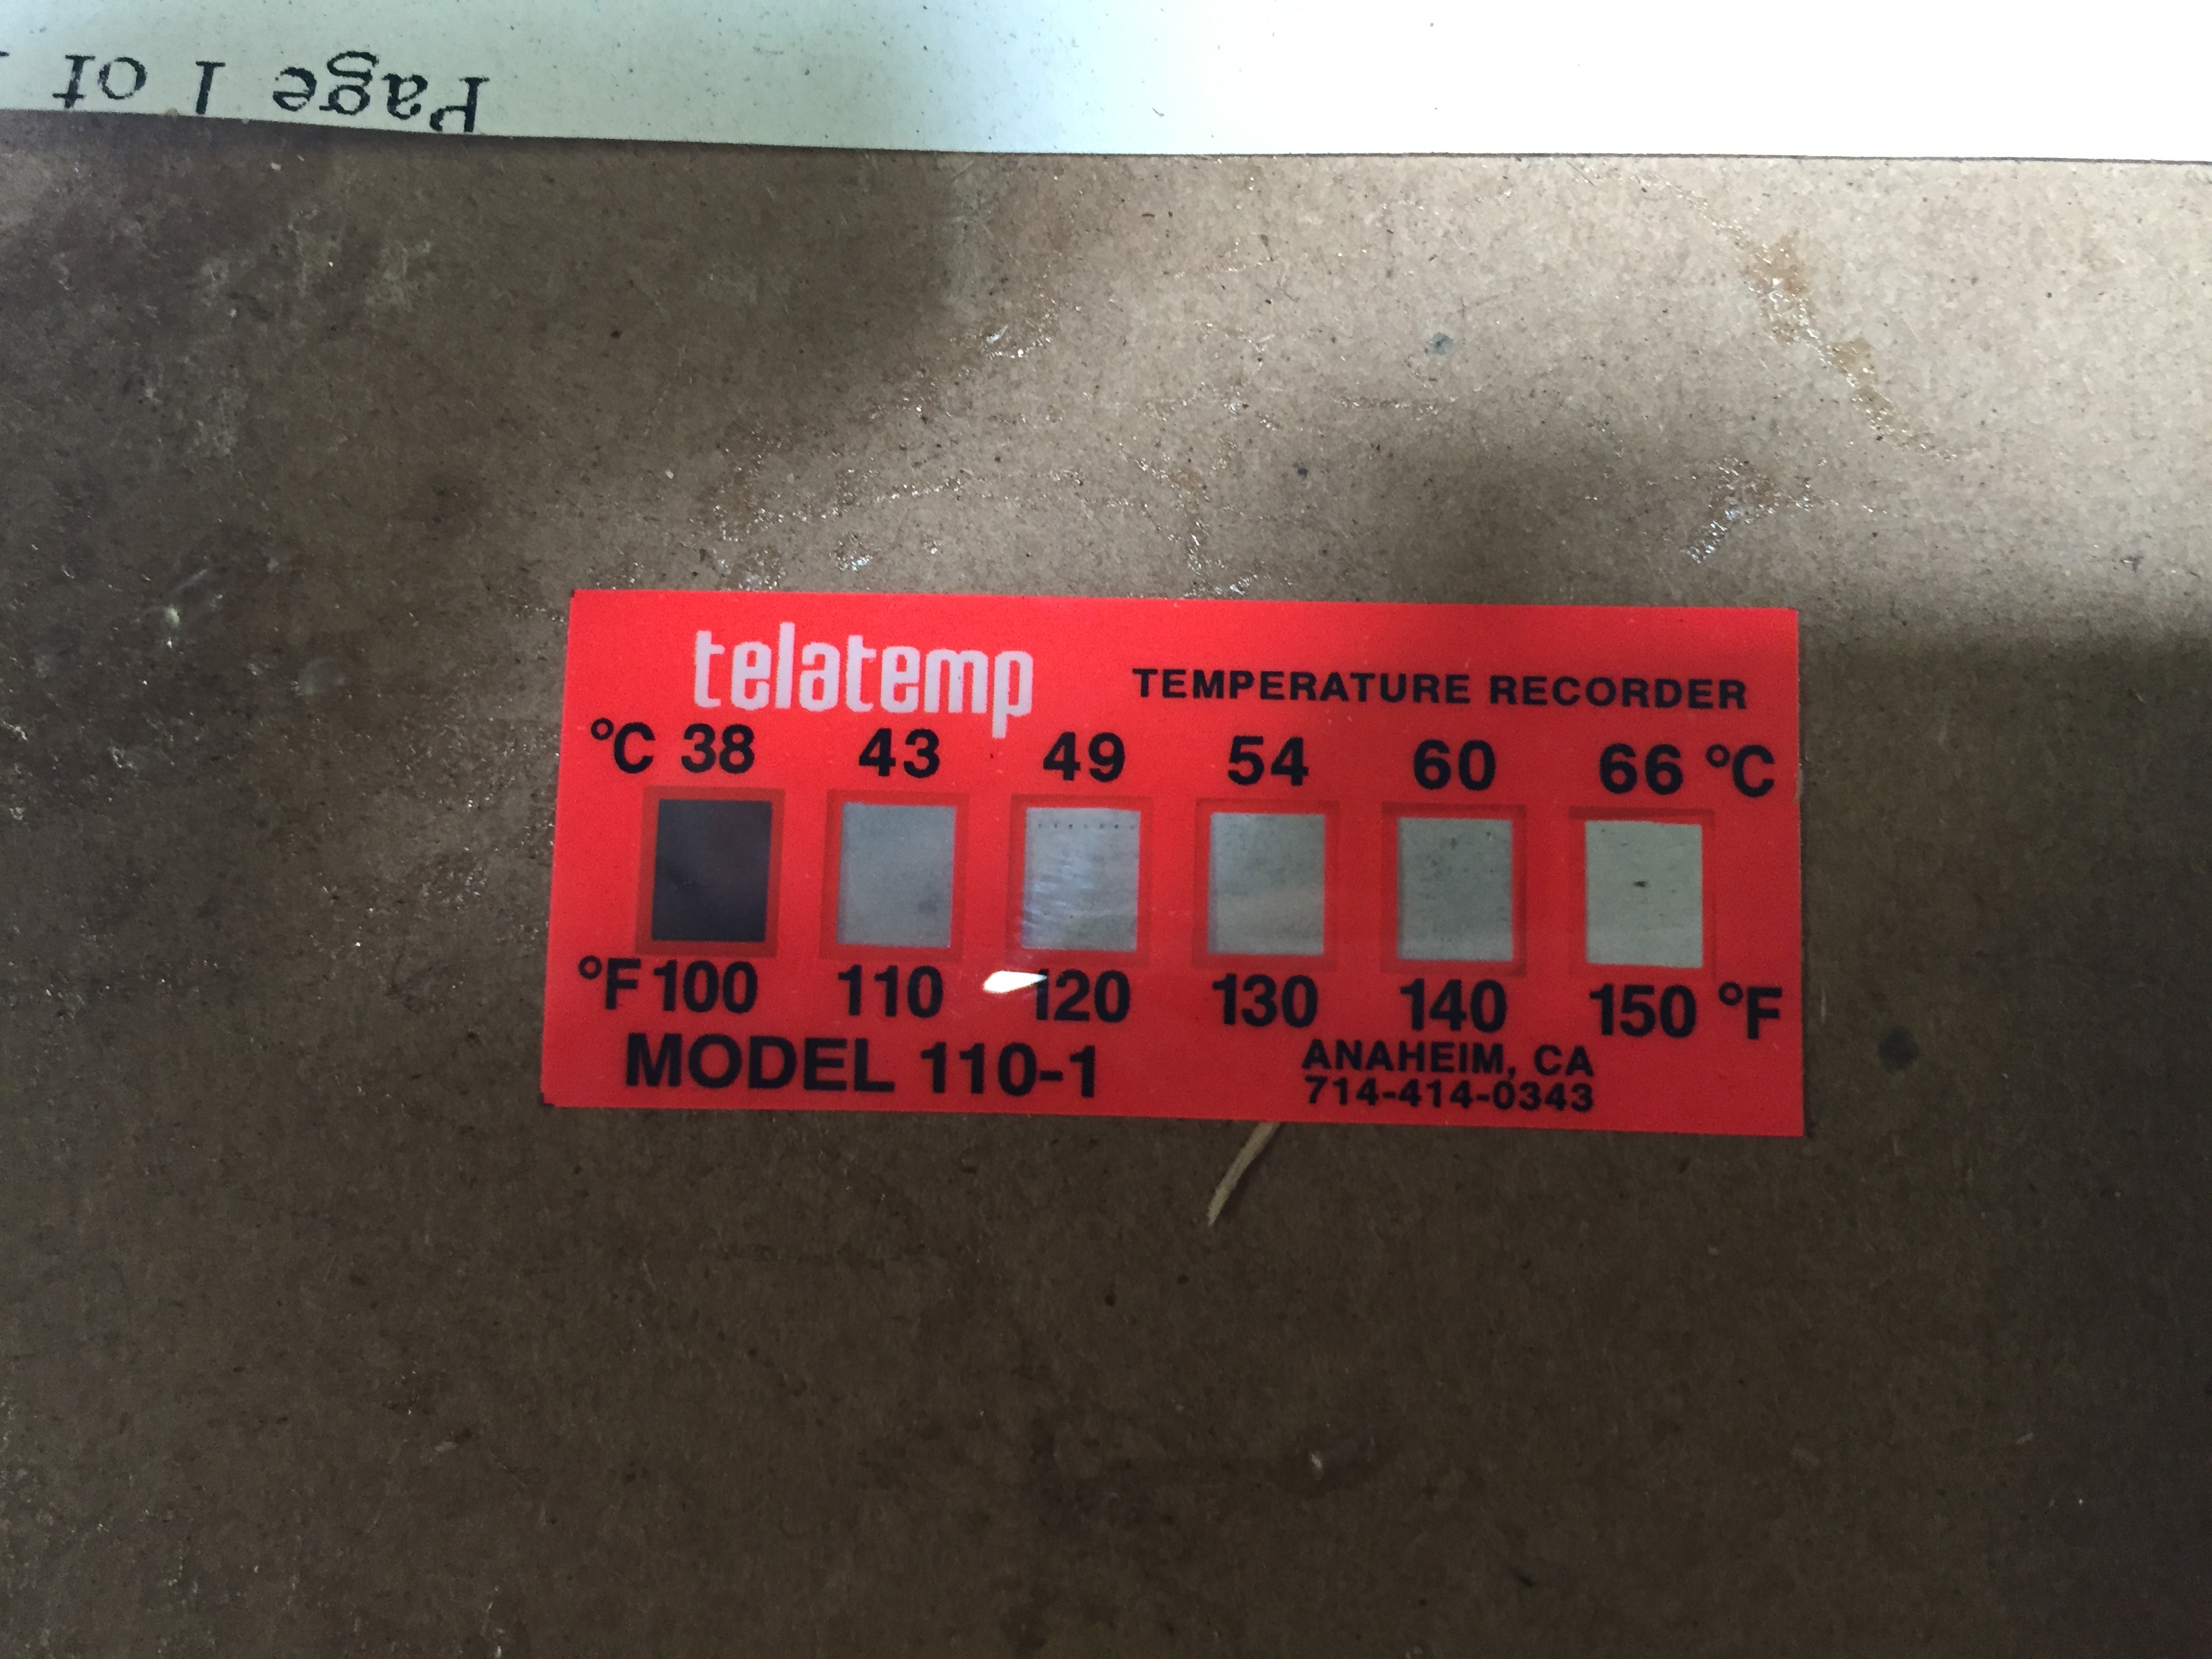 telatemp TEMPERATURE RECORDER
°C 38 43 49 54 60 66 °C
°F 100 110 120 130 140 150 °F
MODEL 110-1
ANAHEIM, CA
714-414-0343
Page 1 of